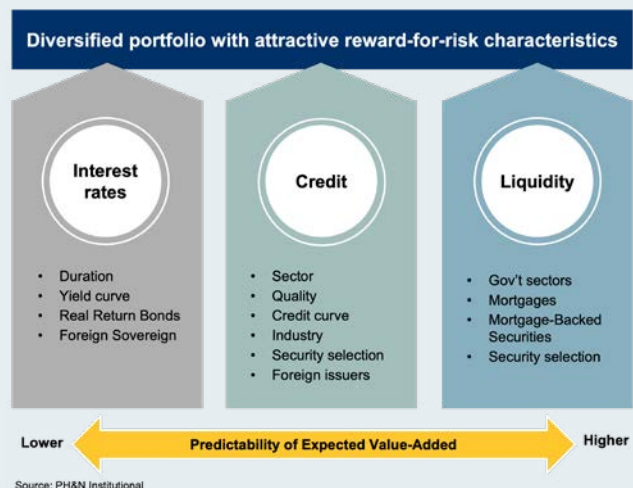 Diversified portfolio with attractive reward-for-risk characteristics
Interest
rates
• Duration
• Yield curve
• Real Return Bonds
• Foreign Sovereign
Credit
• Sector
• Quality
• Credit curve
• Industry
• Security selection
• Foreign issuers
Liquidity
• Gov't sectors
• Mortgages
• Mortgage-Backed
Securities
• Security selection
Lower
Predictability of Expected Value-Added
Higher
Source: PH&N Institutional